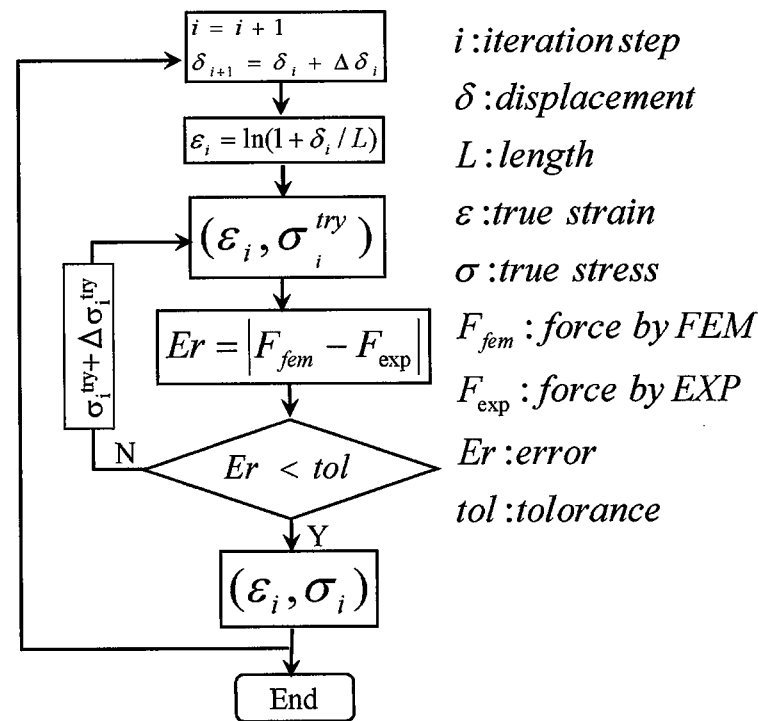 i = i + 1
δ_{i+1} = δ_i + Δ δ_i
ε_i = ln(1 + δ_i / L)
(ε_i, σ_i^{try})
σ_i^{try} + Δ σ_i^{try}
Er = |F_{fem} − F_{exp}|
N
Er < tol
Y
(ε_i, σ_i)
End
i : iteration step
δ : displacement
L : length
ε : true strain
σ : true stress
F_{fem} : force by FEM
F_{exp} : force by EXP
Er : error
tol : tolorance